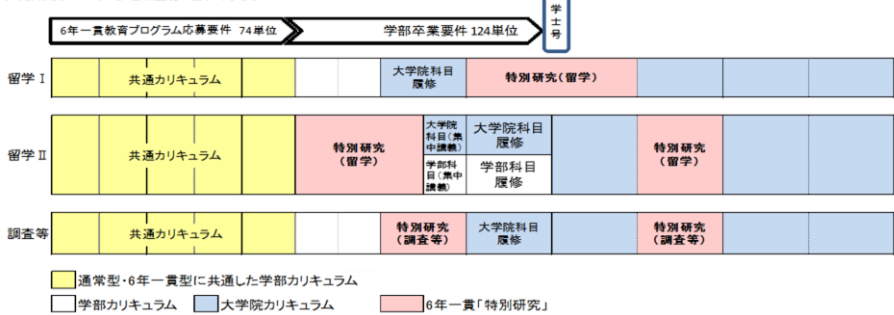 6年一貫教育プログラム応募要件 74単位
学部卒業要件 124単位
学士号
留学Ⅰ
共通カリキュラム
大学院科目
履修
特別研究(留学)
留学Ⅱ
共通カリキュラム
特別研究
(留学)
大学院
科目(集
中講義)
学部科
目(集中
講義)
大学院科目
履修
学部科目
履修
特別研究
(留学)
調査等
共通カリキュラム
特別研究
(調査等)
大学院科目
履修
特別研究
(調査等)
通常型・6年一貫型に共通した学部カリキュラム
学部カリキュラム
大学院カリキュラム
6年一貫「特別研究」